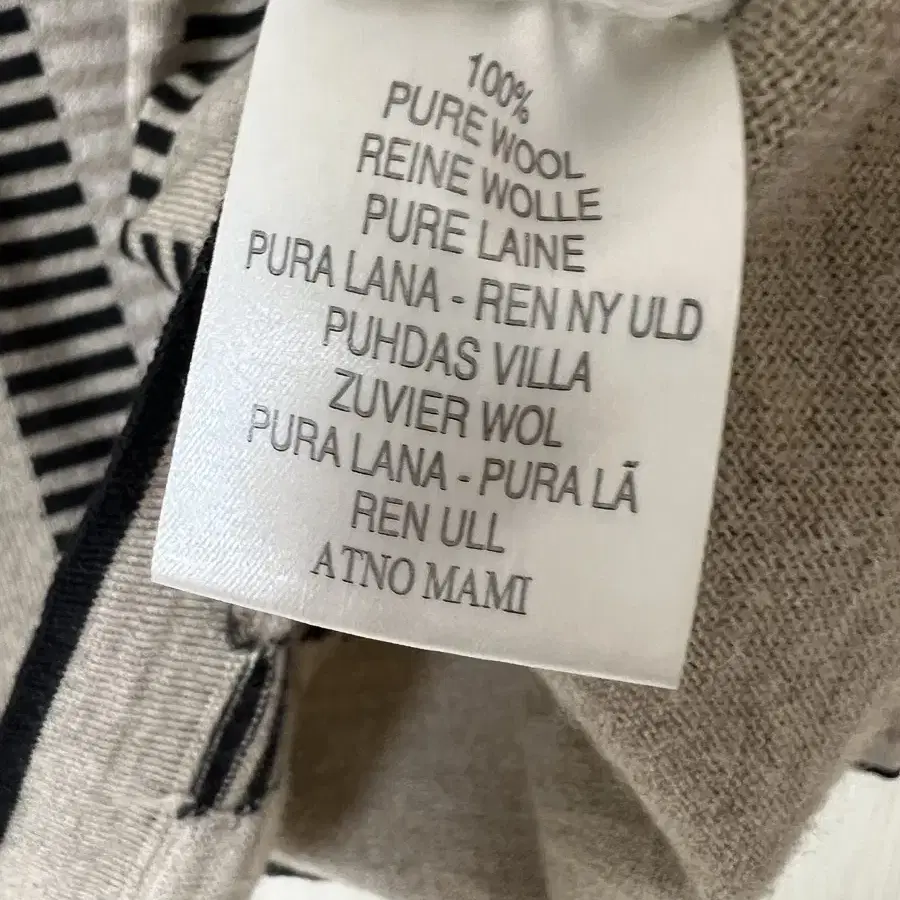 100%
PURE WOOL
REINE WOLLE
PURE LAINE
PURA LANA - REN NY ULD
PUHDAS VILLA
ZUVIER WOL
PURA LANA - PURA LÃ
REN ULL
ATNO MAMI